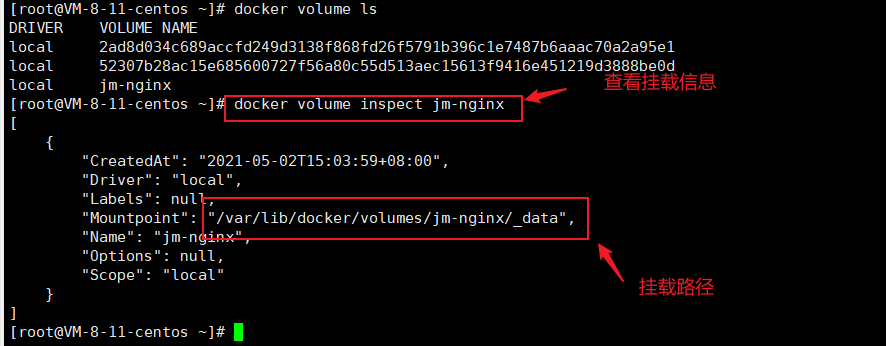 [root@VM-8-11-centos ~]# docker volume ls
DRIVER    VOLUME NAME
local     2ad8d034c689accfd249d3138f868fd26f5791b396c1e7487b6aaac70a2a95e1
local     52307b28ac15e685600727f56a80c55d513aec15613f9416e451219d3888be0d
local     jm-nginx
查看挂载信息
[root@VM-8-11-centos ~]# docker volume inspect jm-nginx
[
    {
        "CreatedAt": "2021-05-02T15:03:59+08:00",
        "Driver": "local",
        "Labels": null,
        "Mountpoint": "/var/lib/docker/volumes/jm-nginx/_data",
        "Name": "jm-nginx",
        "Options": null,
        "Scope": "local"
挂载路径
    }
]
[root@VM-8-11-centos ~]#